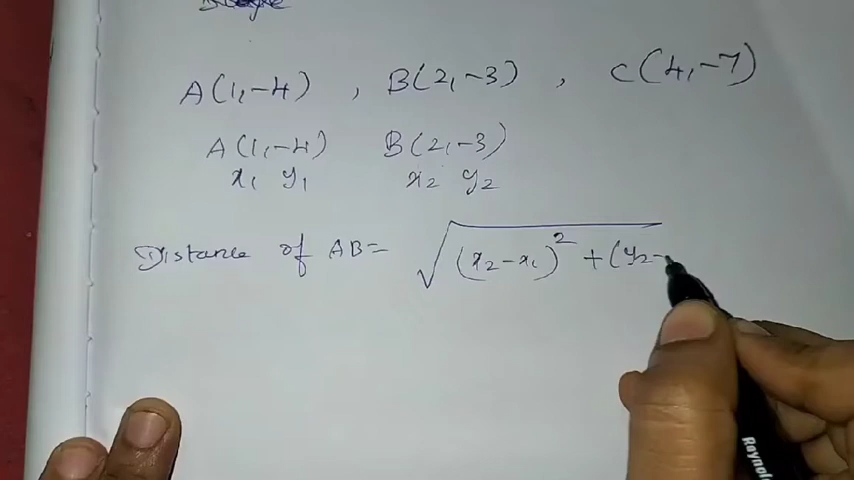 A(1,-4) , B(2,-3) , C(4,-7)
A(1,-4) B(2,-3)
x₁ y₁ x₂ y₂
Distance of AB = √(x₂-x₁)² + (y₂-
Raynol